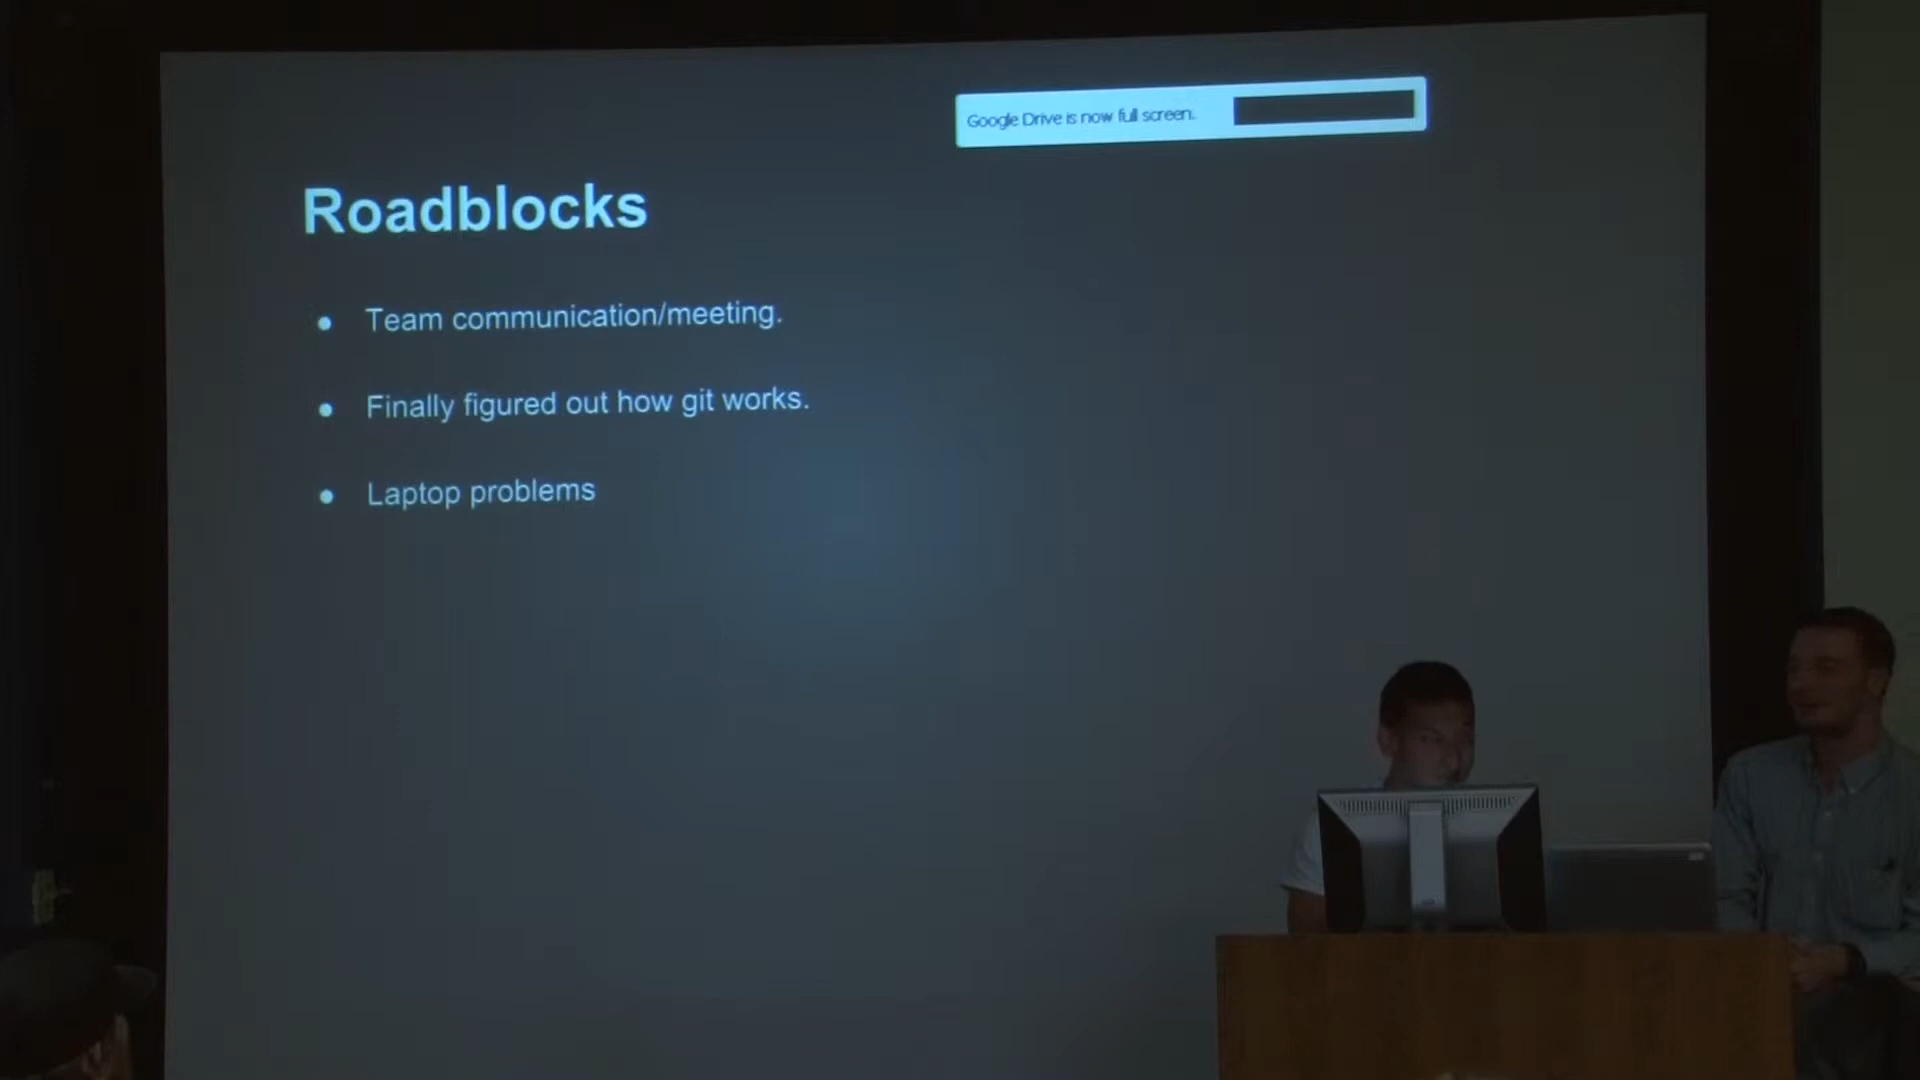 Google Drive is now full screen.
Roadblocks
• Team communication/meeting.
• Finally figured out how git works.
• Laptop problems